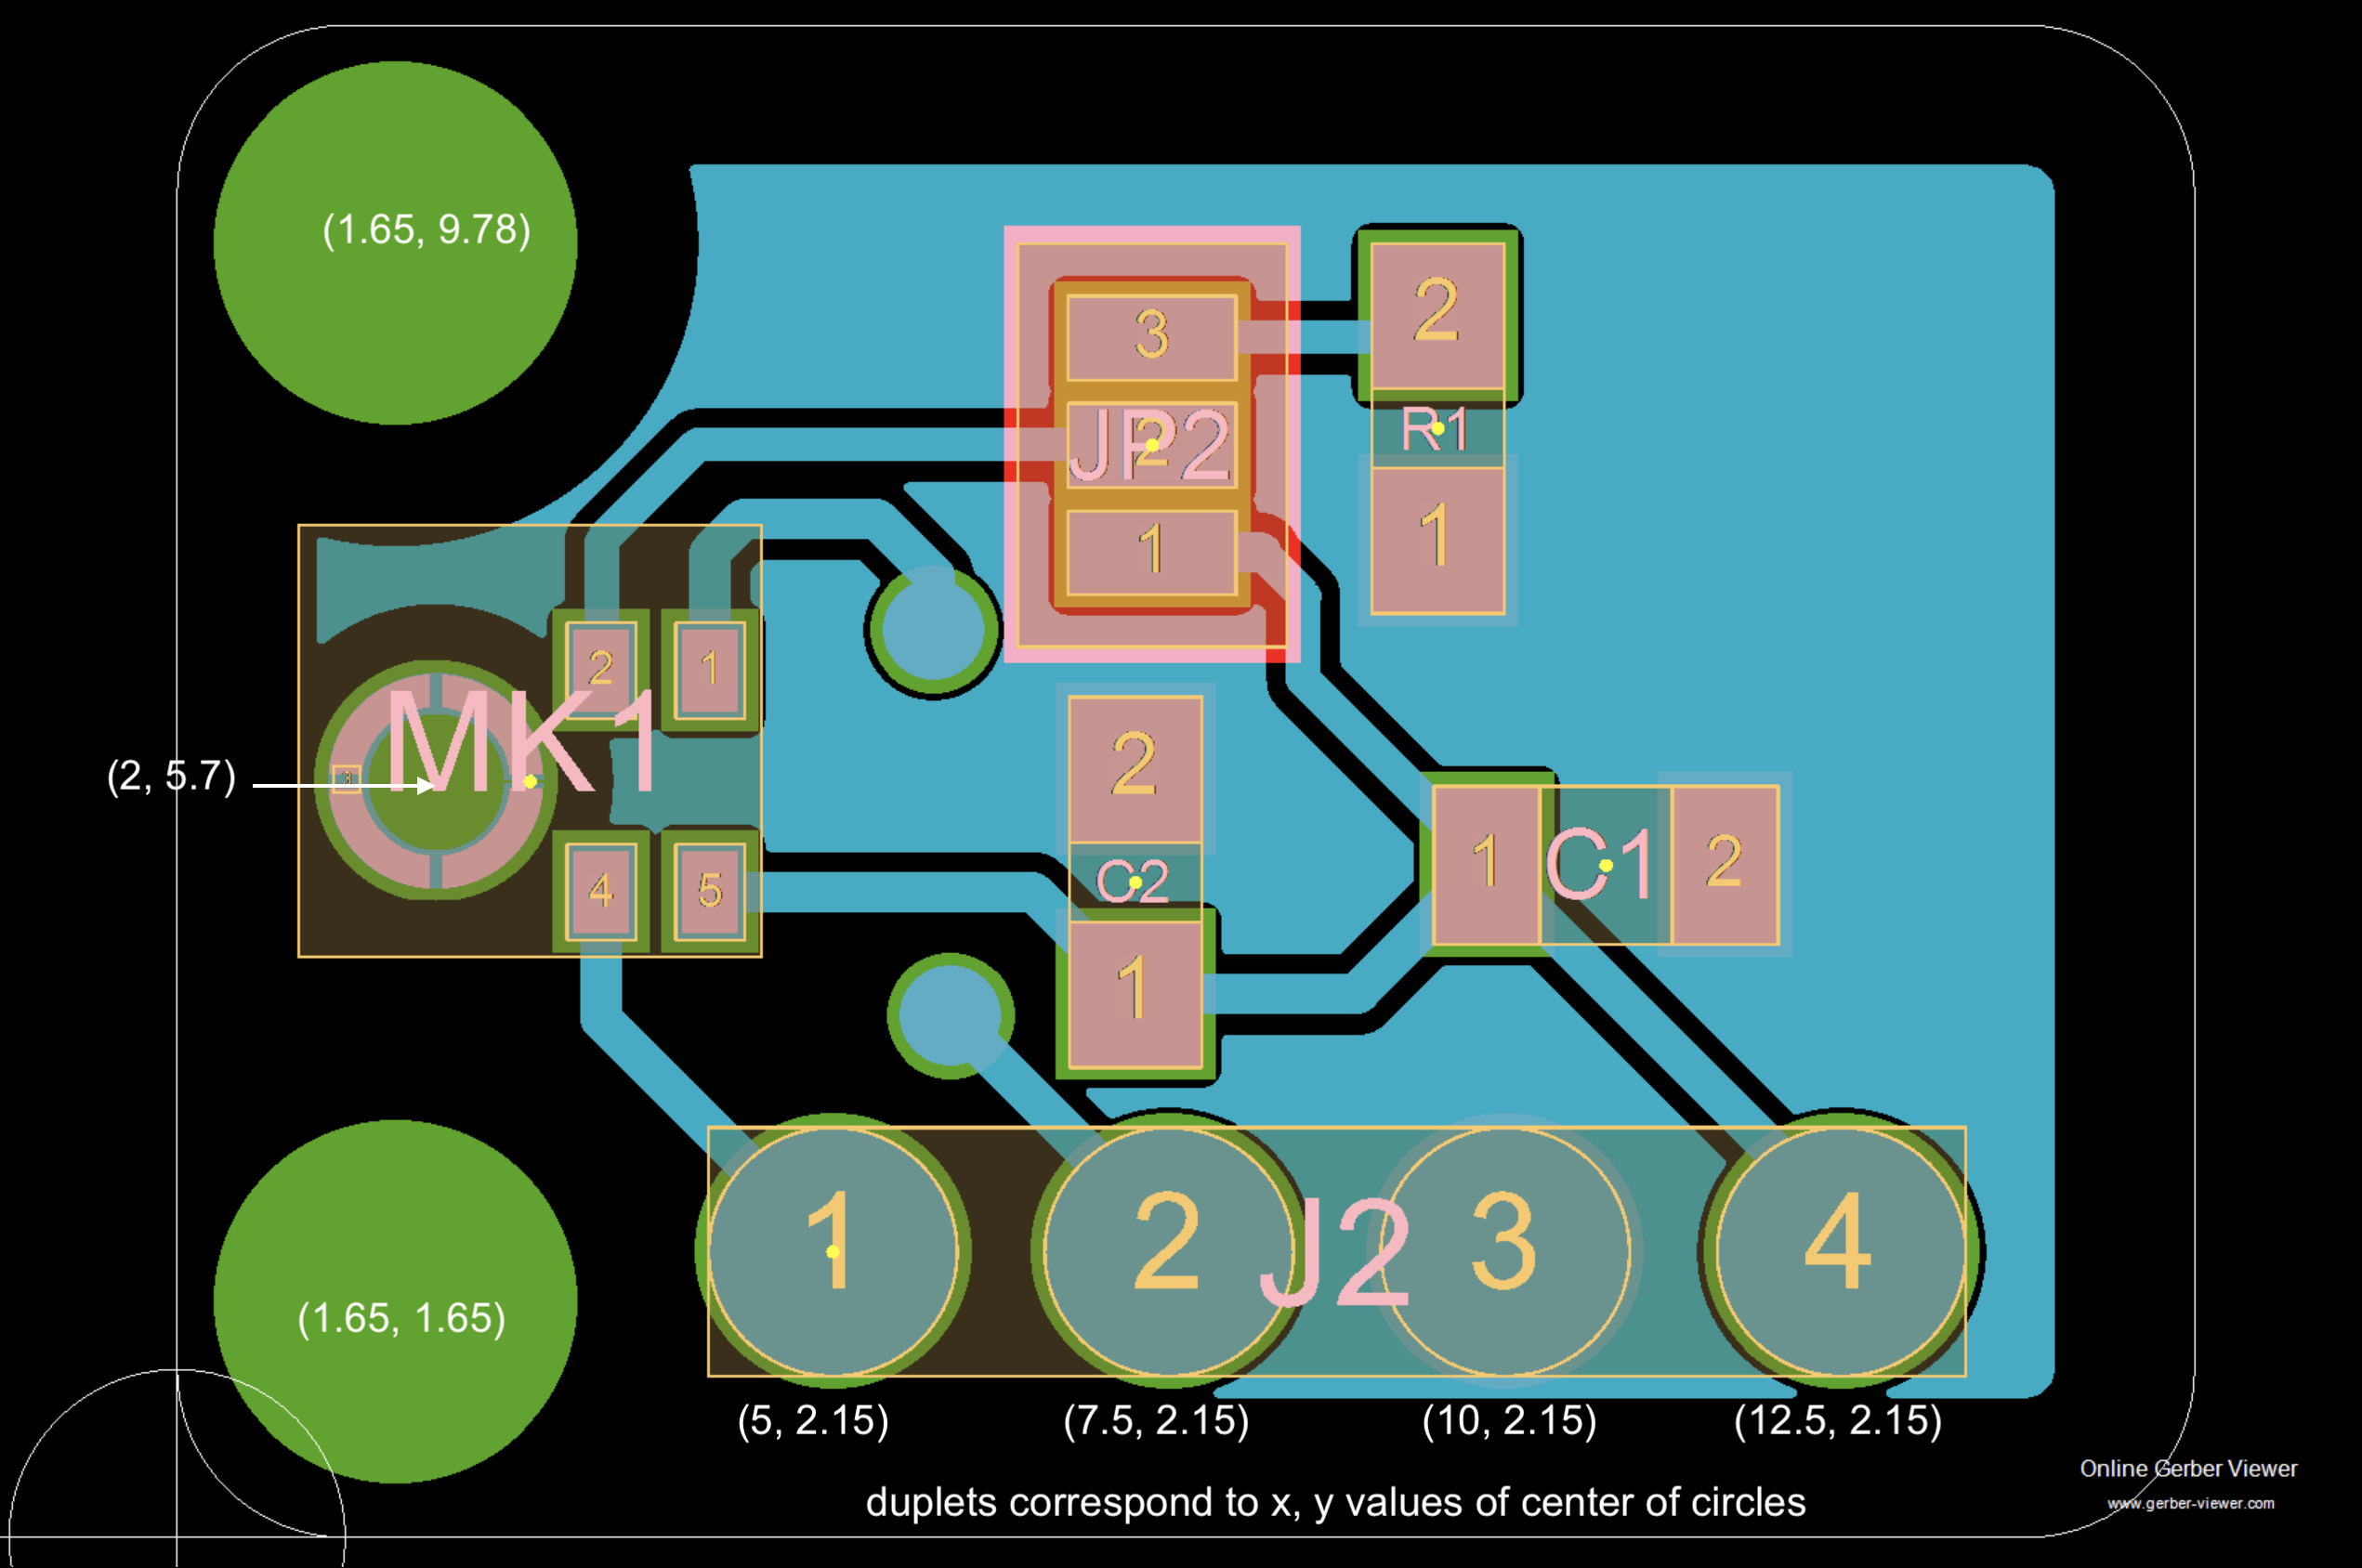 (1.65, 9.78)
3
2
JP2
2
R1
1
1
2
1
MK1
2
(2, 5.7)
3
1
C1
2
4
5
C2
1
1
2
J2
3
4
(1.65, 1.65)
(5, 2.15)
(7.5, 2.15)
(10, 2.15)
(12.5, 2.15)
Online Gerber Viewer
duplets correspond to x, y values of center of circles
www.gerber-viewer.com